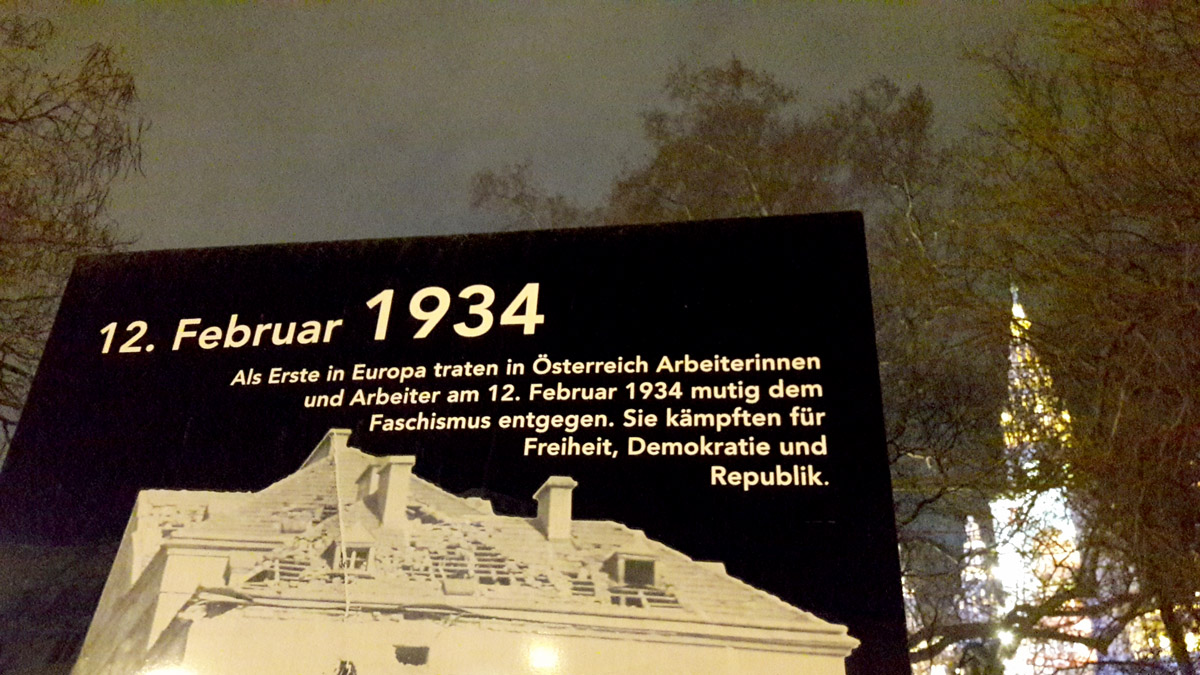 12. Februar 1934
Als Erste in Europa traten in Österreich Arbeiterinnen
und Arbeiter am 12. Februar 1934 mutig dem
Faschismus entgegen. Sie kämpften für
Freiheit, Demokratie und
Republik.